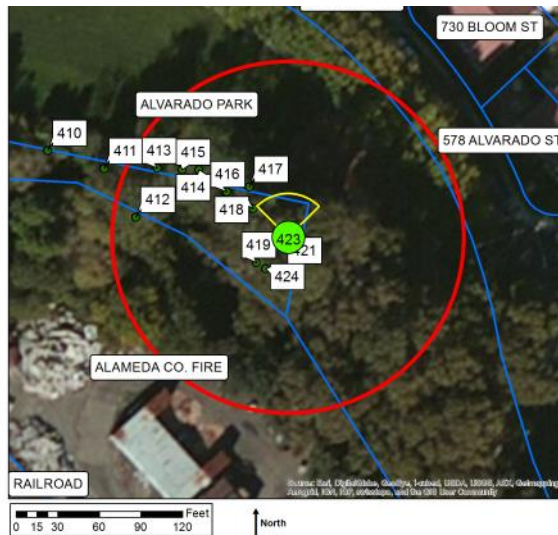 730 BLOOM ST
ALVARADO PARK
578 ALVARADO ST
410
411
413
415
414
416
417
412
418
423
419
421
424
ALAMEDA CO. FIRE
RAILROAD
Feet
0 15 30 60 90 120
North